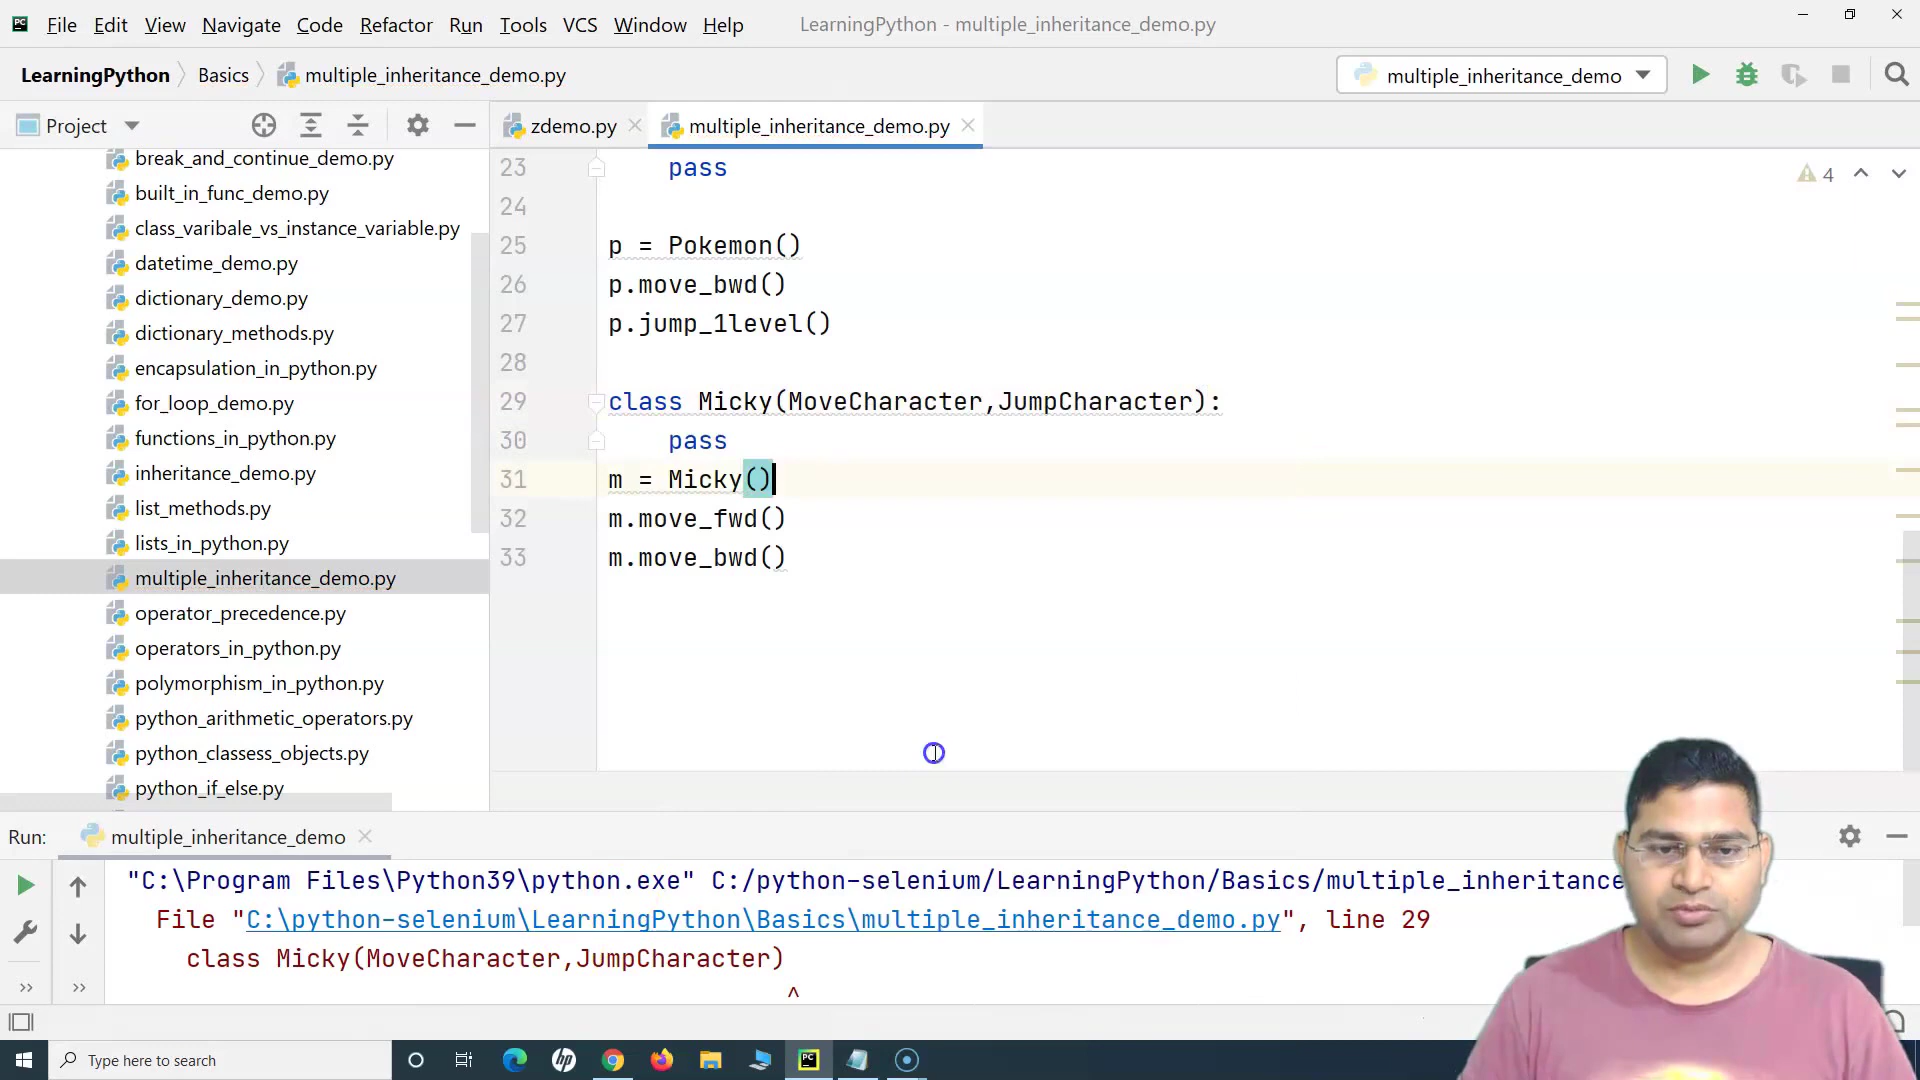 PC File Edit View Navigate Code Refactor Run Tools VCS Window Help LearningPython - multiple_inheritance_demo.py
LearningPython Basics multiple_inheritance_demo.py multiple_inheritance_demo
Project zdemo.py multiple_inheritance_demo.py
break_and_continue_demo.py
built_in_func_demo.py
class_varibale_vs_instance_variable.py
datetime_demo.py
dictionary_demo.py
dictionary_methods.py
encapsulation_in_python.py
for_loop_demo.py
functions_in_python.py
inheritance_demo.py
list_methods.py
lists_in_python.py
multiple_inheritance_demo.py
operator_precedence.py
operators_in_python.py
polymorphism_in_python.py
python_arithmetic_operators.py
python_classess_objects.py
python_if_else.py
23 pass
4
24
25 p = Pokemon()
26 p.move_bwd()
27 p.jump_1level()
28
29 class Micky(MoveCharacter,JumpCharacter):
30 pass
31 m = Micky()
32 m.move_fwd()
33 m.move_bwd()
Run: multiple_inheritance_demo
"C:\Program Files\Python39\python.exe" C:/python-selenium/LearningPython/Basics/multiple_inheritance
File "C:\python-selenium\LearningPython\Basics\multiple_inheritance_demo.py", line 29
class Micky(MoveCharacter,JumpCharacter)
^
Type here to search hp PC